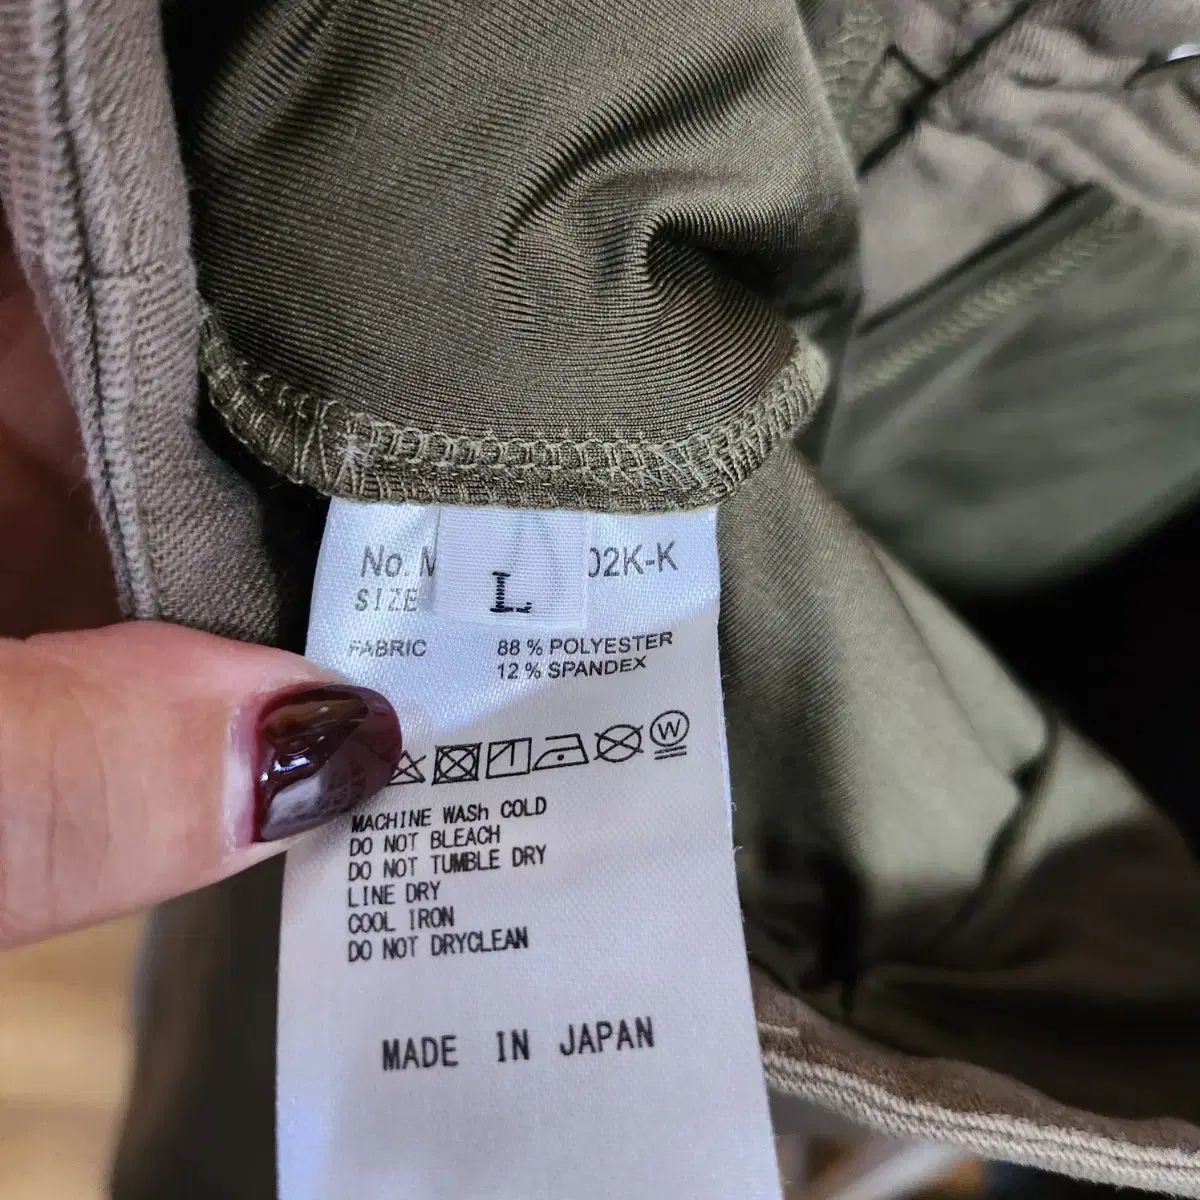 No. M 02K-K
SIZE L
FABRIC 88 % POLYESTER
12 % SPANDEX
W
MACHINE WASh COLD
DO NOT BLEACH
DO NOT TUMBLE DRY
LINE DRY
COOL IRON
DO NOT DRYCLEAN
MADE IN JAPAN